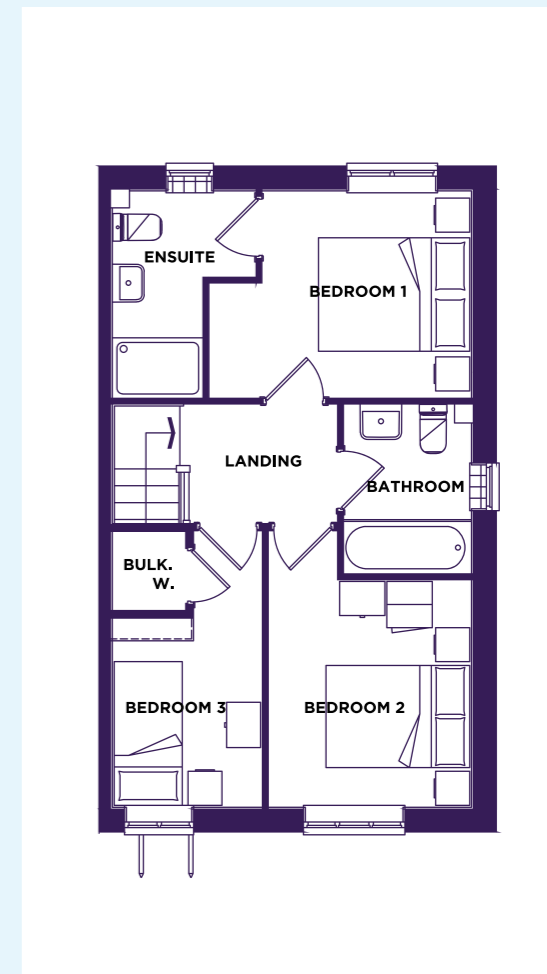 ENSUITE
BEDROOM 1
LANDING
BATHROOM
BULK.
W.
BEDROOM 3
BEDROOM 2